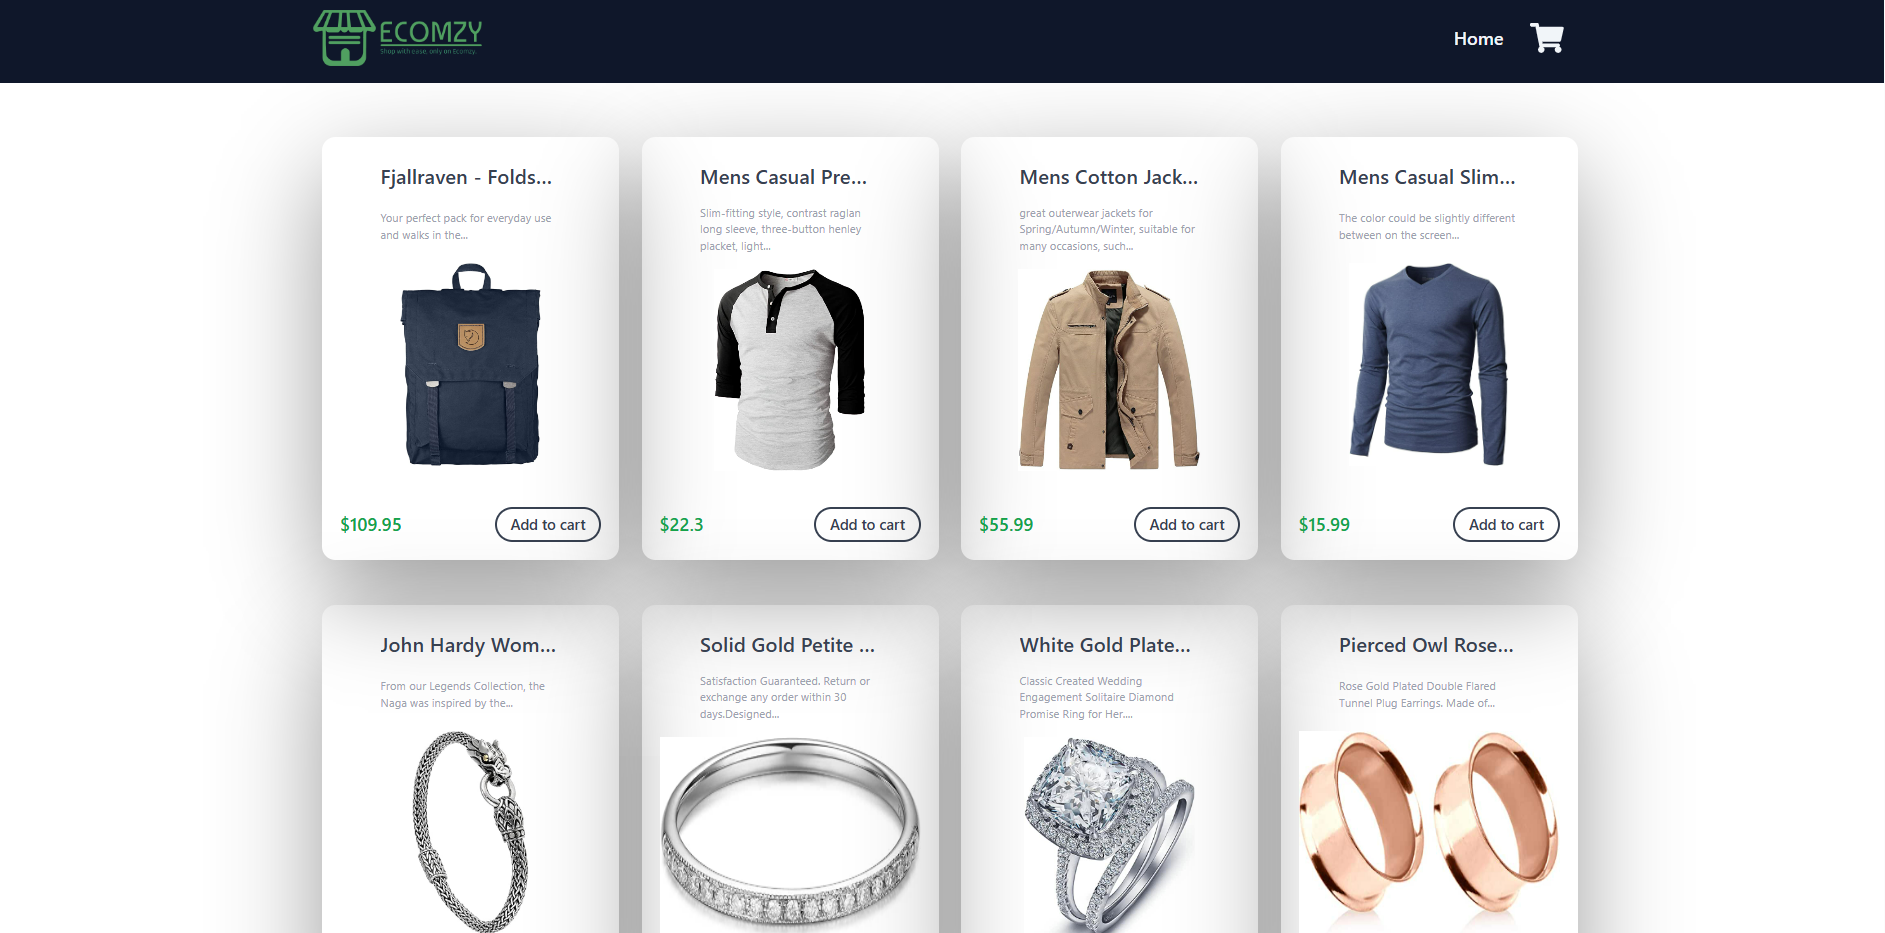 ECOMZY
Shop with ease, only on Ecomzy.
Home
Fjallraven - Folds...
Your perfect pack for everyday use
and walks in the...
$109.95
Add to cart
Mens Casual Pre...
Slim-fitting style, contrast raglan
long sleeve, three-button henley
placket, light...
$22.3
Add to cart
Mens Cotton Jack...
great outerwear jackets for
Spring/Autumn/Winter, suitable for
many occasions, such...
$55.99
Add to cart
Mens Casual Slim...
The color could be slightly different
between on the screen...
$15.99
Add to cart
John Hardy Wom...
From our Legends Collection, the
Naga was inspired by the...
Solid Gold Petite ...
Satisfaction Guaranteed. Return or
exchange any order within 30
days.Designed...
White Gold Plate...
Classic Created Wedding
Engagement Solitaire Diamond
Promise Ring for Her....
Pierced Owl Rose...
Rose Gold Plated Double Flared
Tunnel Plug Earrings. Made of...